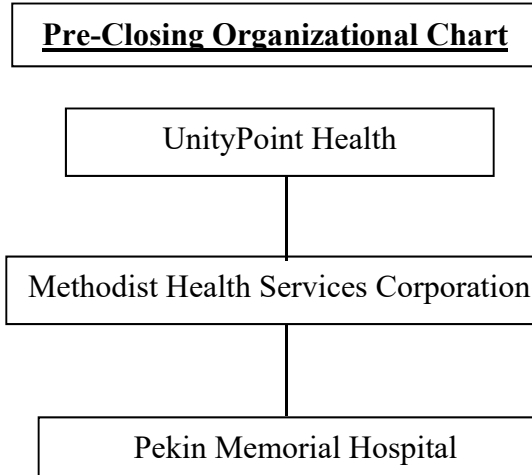 Pre-Closing Organizational Chart
UnityPoint Health
Methodist Health Services Corporation
Pekin Memorial Hospital